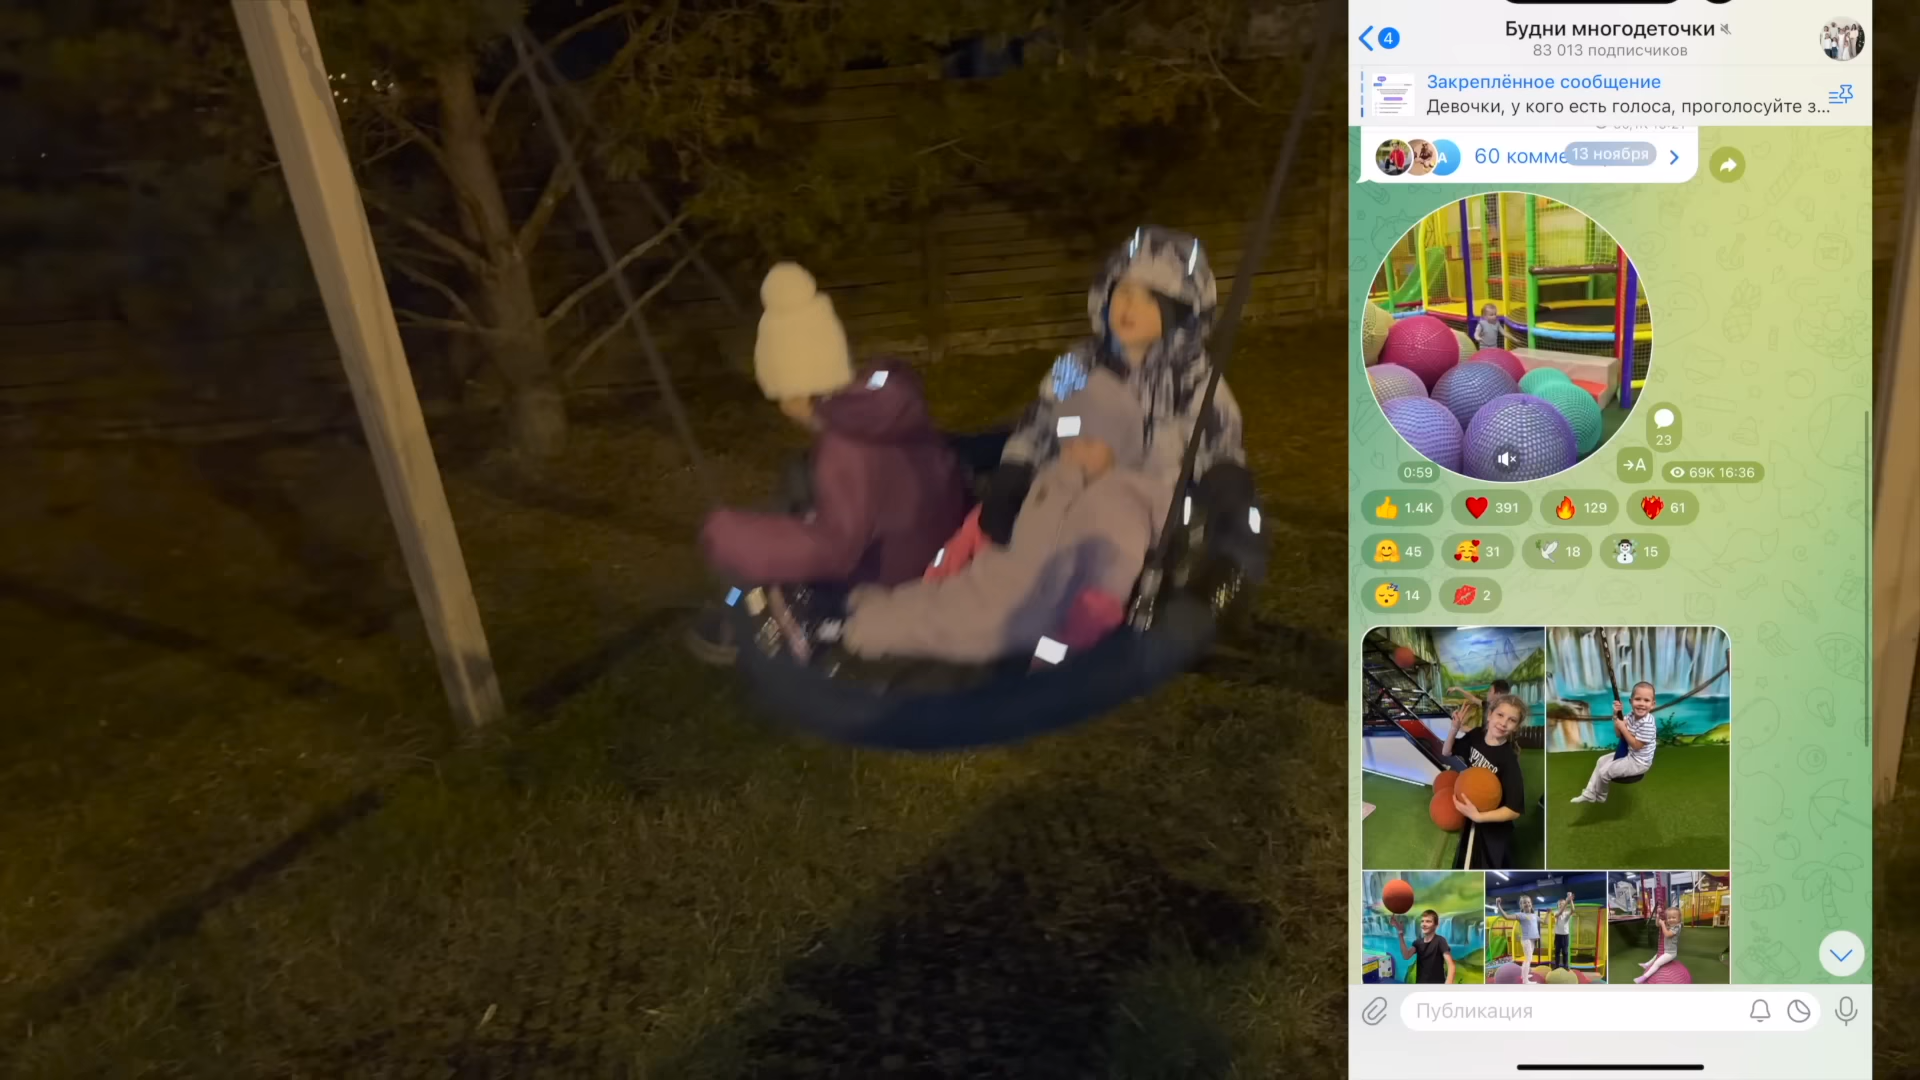 4
Будни многодеточки
83 013 подписчиков
Закреплённое сообщение
Девочки, у кого есть голоса, проголосуйте з...
A
60 комме
13 ноября
23
0:59
→A
69K 16:36
1.4K
391
129
61
45
31
18
15
14
2
Публикация